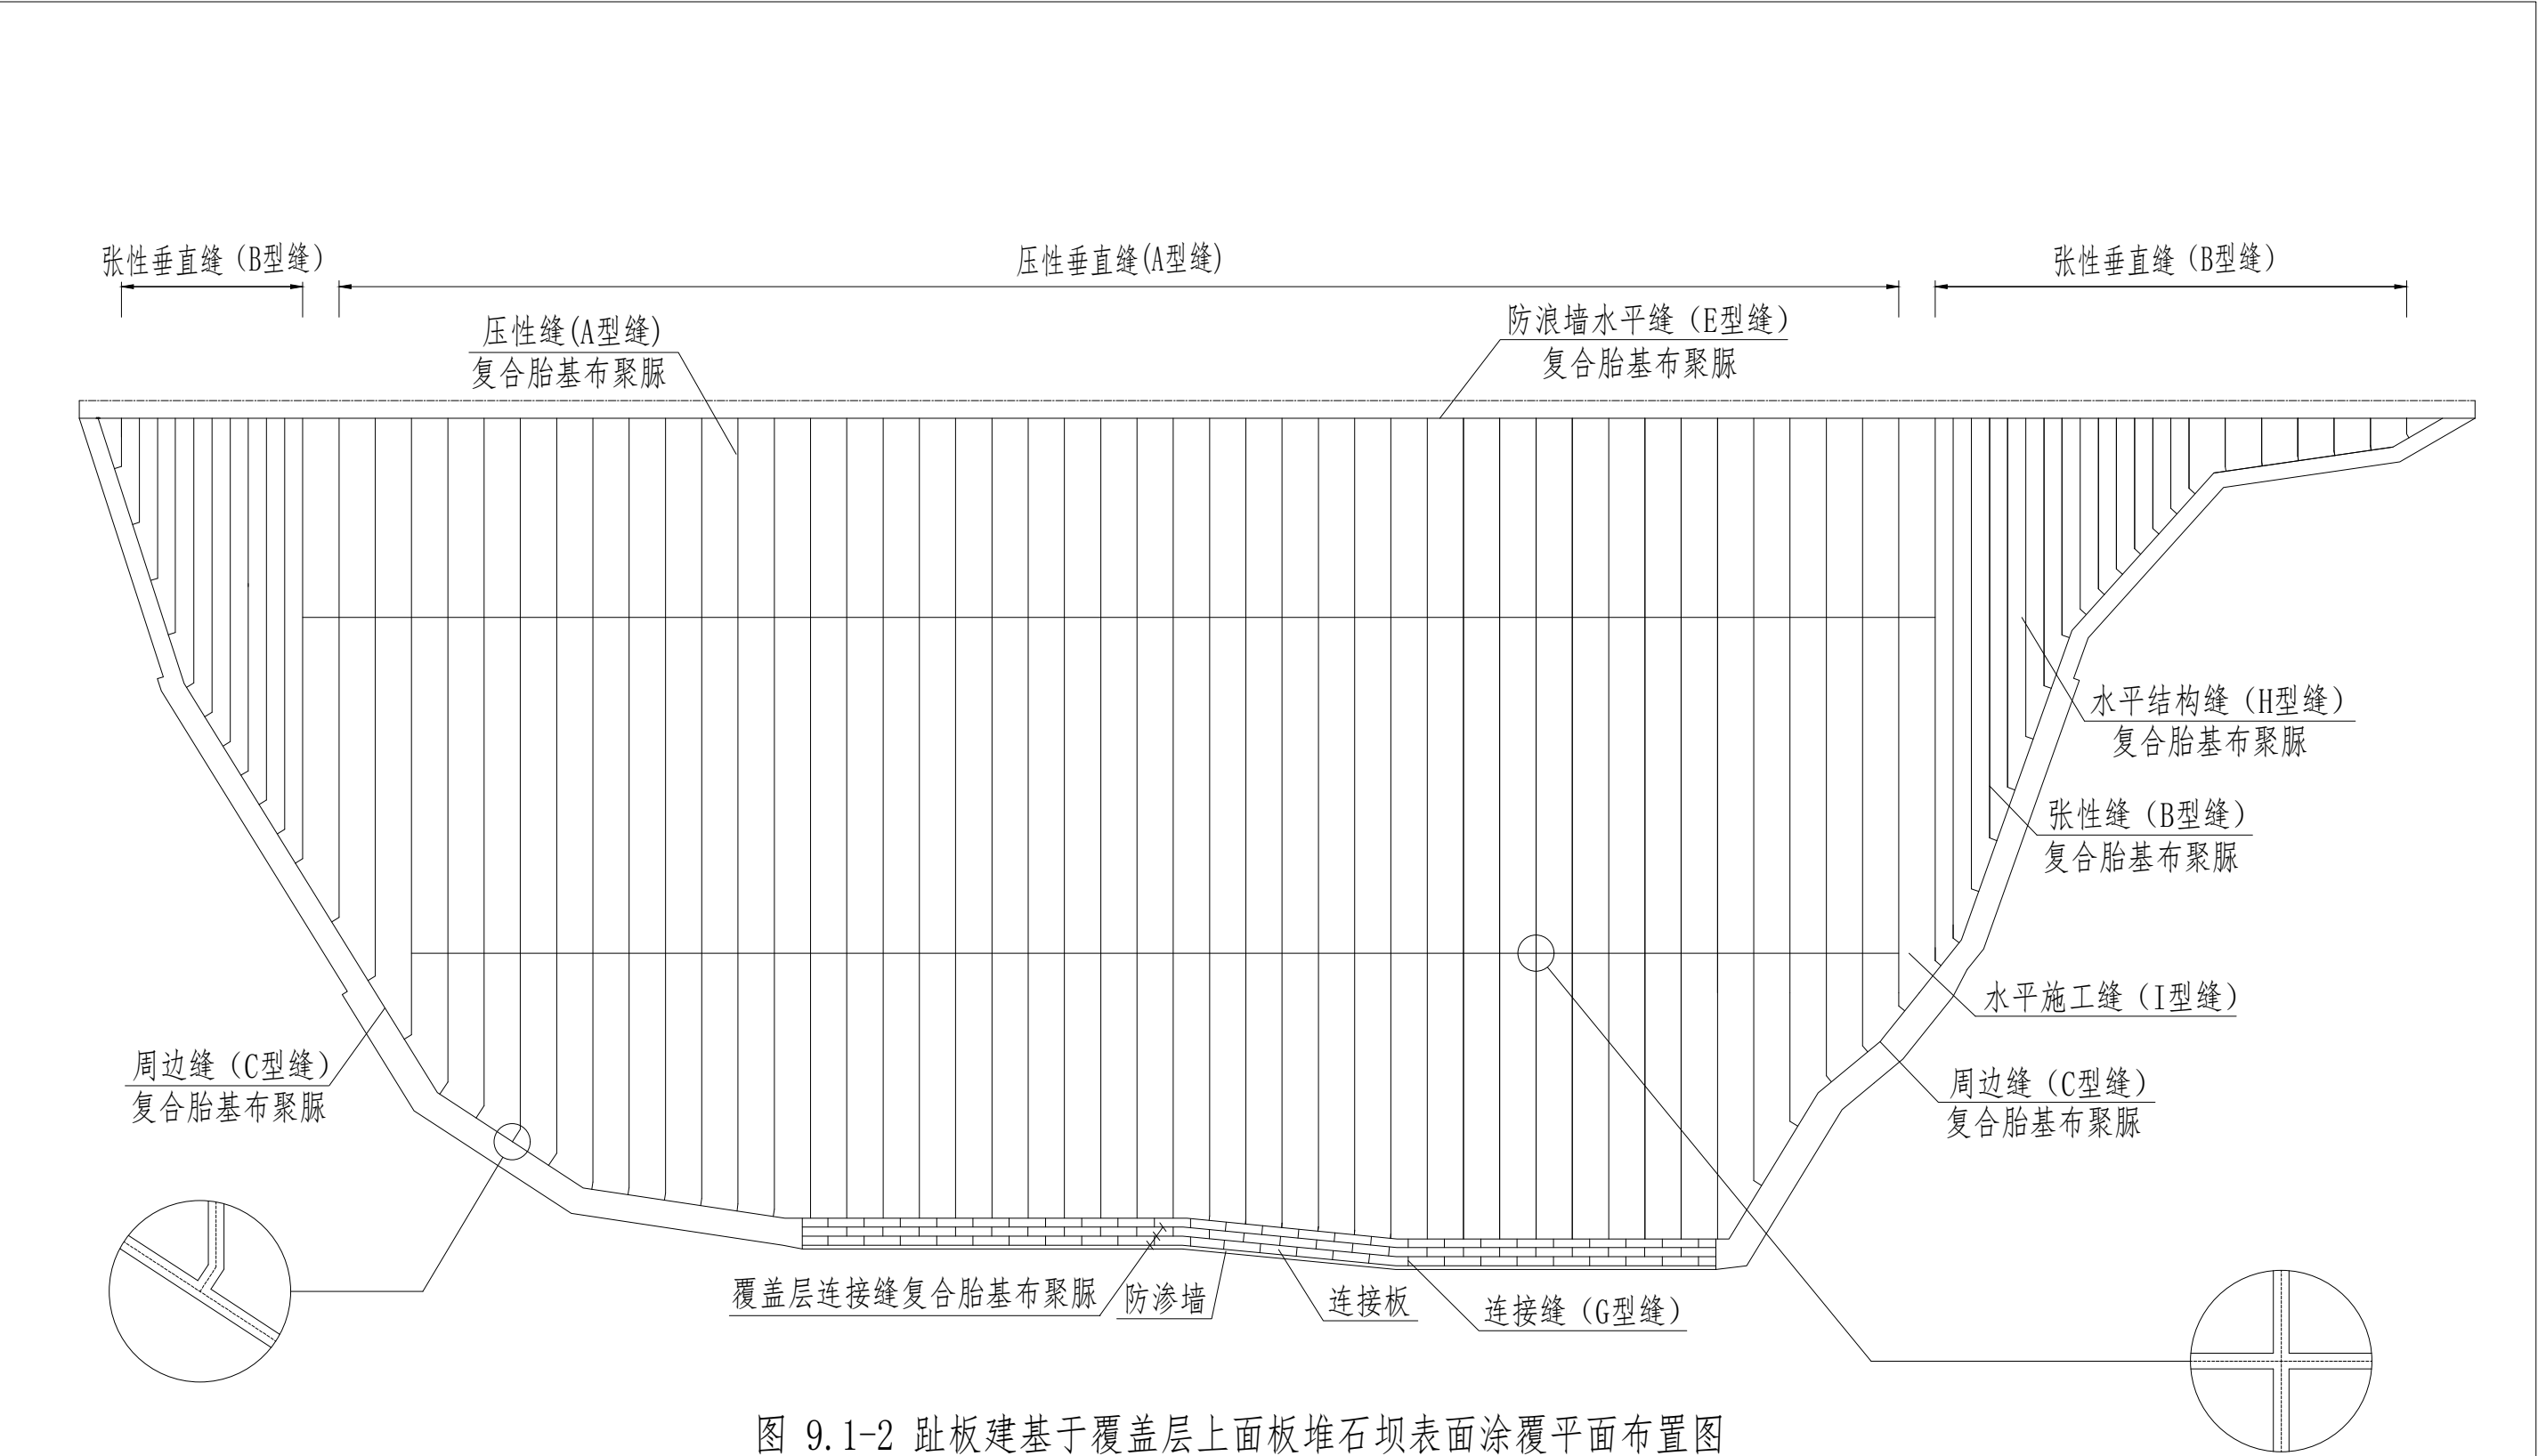 张性垂直缝（B型缝）
压性垂直缝(A型缝)
张性垂直缝（B型缝）
压性缝(A型缝)
复合胎基布聚脲
防浪墙水平缝（E型缝）
复合胎基布聚脲
水平结构缝（H型缝）
复合胎基布聚脲
张性缝（B型缝）
复合胎基布聚脲
水平施工缝（I型缝）
周边缝（C型缝）
复合胎基布聚脲
周边缝（C型缝）
复合胎基布聚脲
覆盖层连接缝复合胎基布聚脲
防渗墙
连接板
连接缝（G型缝）
图 9.1-2 趾板建基于覆盖层上面板堆石坝表面涂覆平面布置图